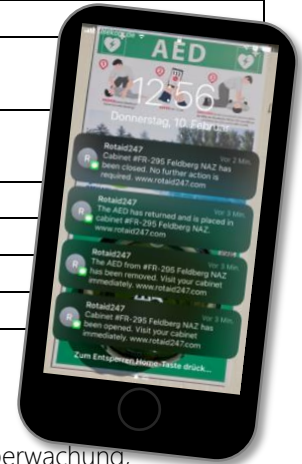 AED
12:56
Donnerstag, 10. Februar
Rotaid247
Vor 2 Min.
Cabinet #FR-295 Feldberg NAZ has
been closed. No further action is
required. www.rotaid247.com
Rotaid247
Vor 3 Min.
The AED has returned and is placed in
cabinet #FR-295 Feldberg NAZ.
www.rotaid247.com
Rotaid247
Vor 3 Min.
The AED from #FR-295 Feldberg NAZ
has been removed. Visit your cabinet
immediately. www.rotaid247.com
Rotaid247
Vor 3 Min.
Cabinet #FR-295 Feldberg NAZ has
been opened. Visit your cabinet
immediately. www.rotaid247.com
Zum Entsperren Home-Taste drück...
erwachung,